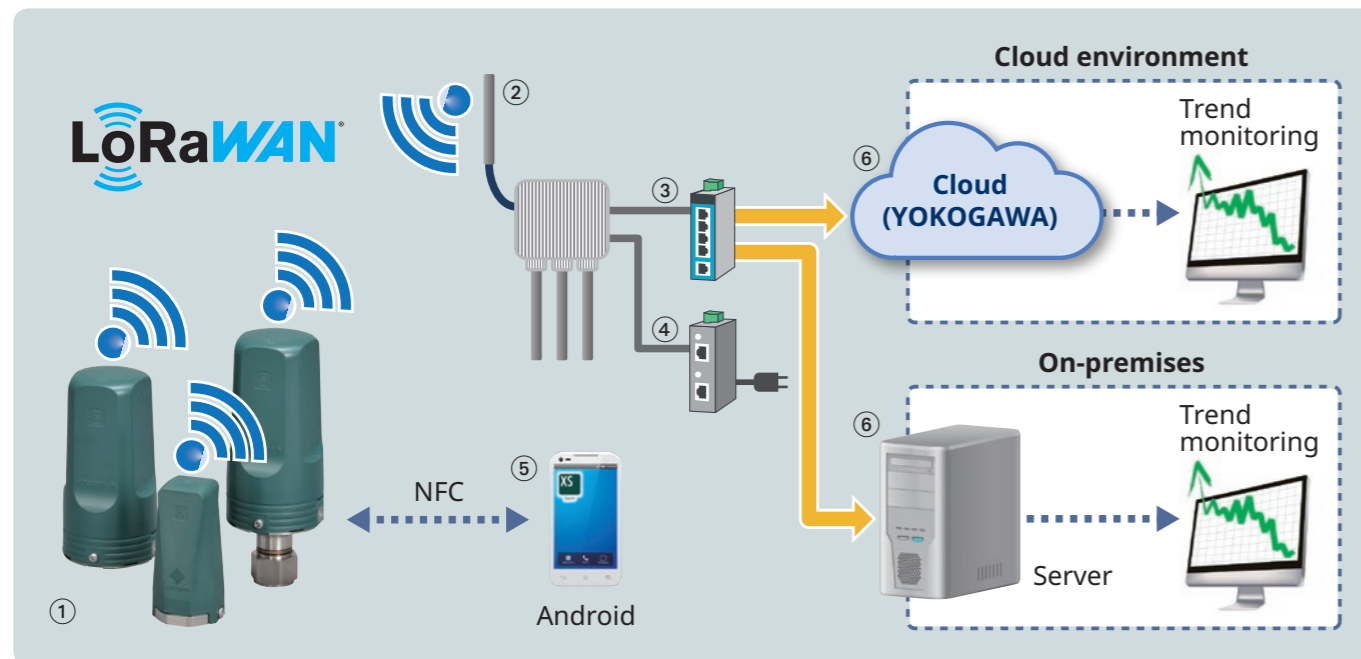 Cloud environment
②
LoRaWAN®
Trend
monitoring
③
⑥
Cloud
(YOKOGAWA)
④
On-premises
Trend
monitoring
⑥
⑤
XS
NFC
Server
①
Android